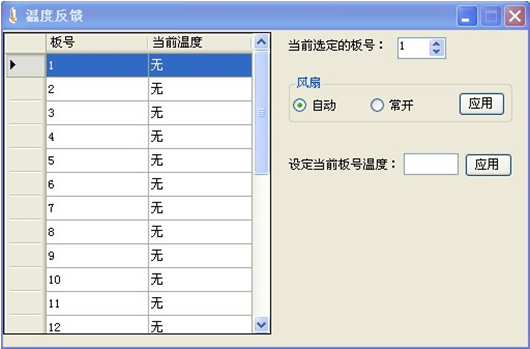 温度反馈
板号 当前温度
1 无
2 无
3 无
4 无
5 无
6 无
7 无
8 无
9 无
10 无
11 无
12 无
当前选定的板号： 1
风扇
自动 常开 应用
设定当前板号温度： 应用